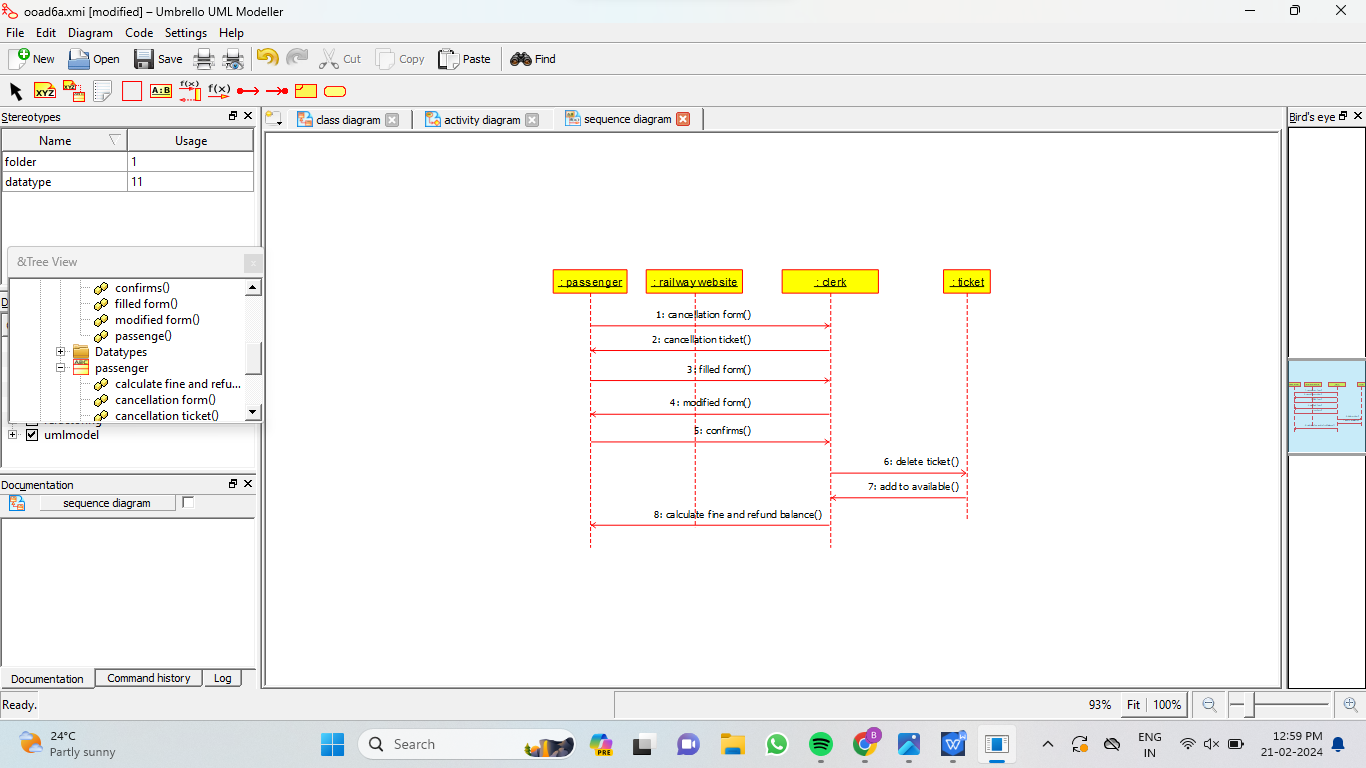 ooad6a.xmi [modified] – Umbrello UML Modeller
File Edit Diagram Code Settings Help
New Open Save Cut Copy Paste Find
XYZ XYZ A:B f(x) f(x)
Stereotypes
class diagram activity diagram sequence diagram
Bird's eye
Name Usage
folder 1
datatype 11
&Tree View
confirms()
filled form()
modified form()
passenge()
Datatypes
ABC
passenger
calculate fine and refu...
cancellation form()
cancellation ticket()
umlmodel
Documentation
sequence diagram
Documentation Command history Log
: passenger : railway website : clerk : ticket
1: cancellation form()
2: cancellation ticket()
3: filled form()
4: modified form()
5: confirms()
6: delete ticket()
7: add to available()
8: calculate fine and refund balance()
Ready.
93% Fit 100%
24°C
Partly sunny
Search
PRE
B
W
ENG
IN
12:59 PM
21-02-2024